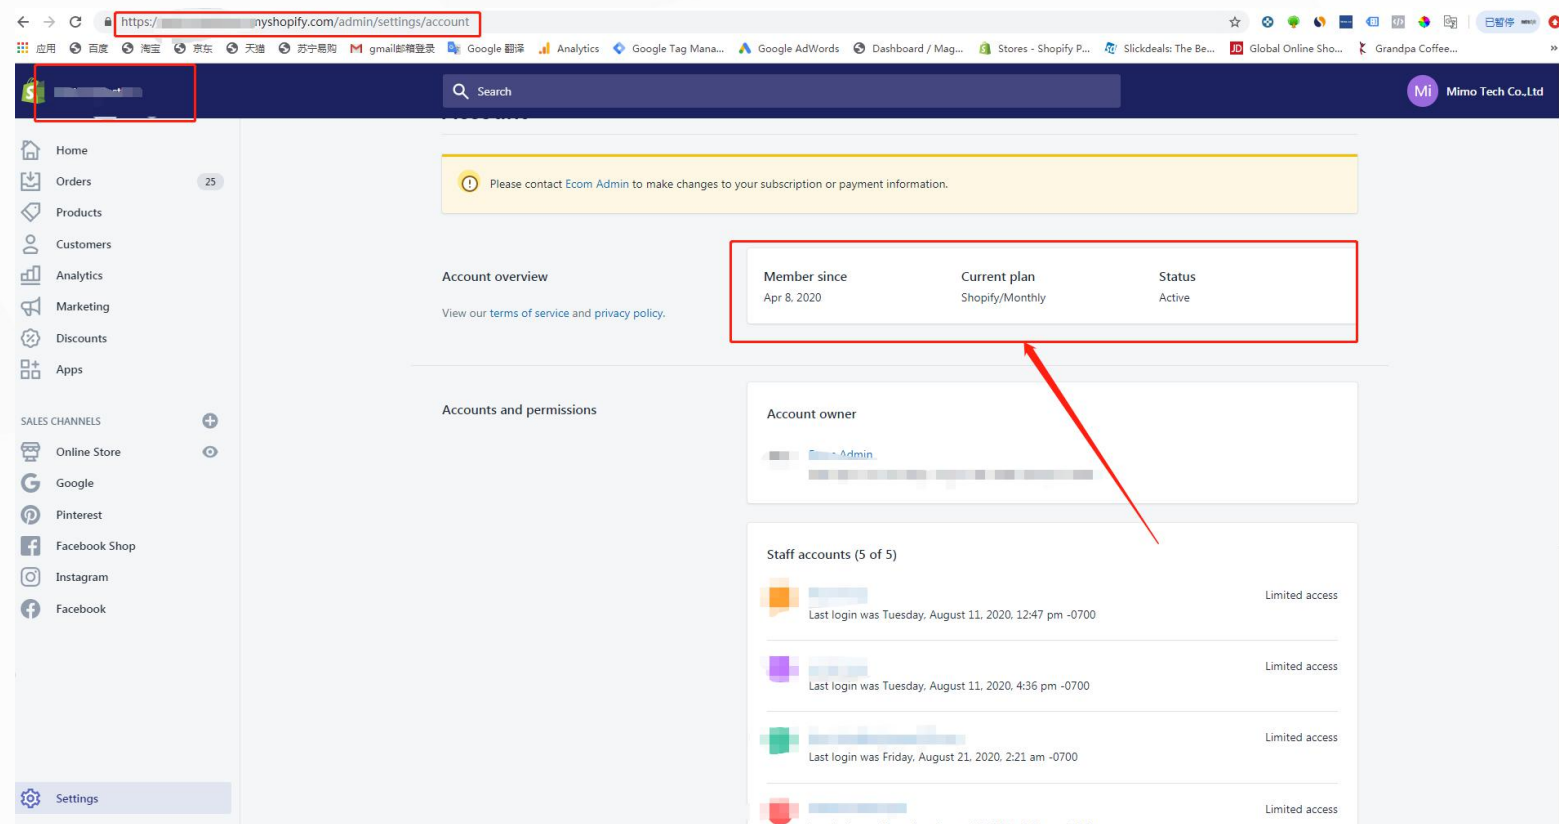 https:/ myshopify.com/admin/settings/account
已暂停
应用 百度 淘宝 京东 天猫 苏宁易购 gmail邮箱登录 Google 翻译 Analytics Google Tag Mana... Google AdWords Dashboard / Mag... Stores - Shopify P... Slickdeals: The Be... Global Online Sho... Grandpa Coffee... »
Search
Mi Mimo Tech Co.,Ltd
Account
Home
Orders 25
Products
Customers
Analytics
Marketing
Discounts
Apps
SALES CHANNELS
Online Store
Google
Pinterest
Facebook Shop
Instagram
Facebook
Settings
Please contact Ecom Admin to make changes to your subscription or payment information.
Account overview
View our terms of service and privacy policy.
Member since Current plan Status
Apr 8, 2020 Shopify/Monthly Active
Accounts and permissions
Account owner
Admin
Staff accounts (5 of 5)
Limited access
Last login was Tuesday, August 11, 2020, 12:47 pm -0700
Limited access
Last login was Tuesday, August 11, 2020, 4:36 pm -0700
Limited access
Last login was Friday, August 21, 2020, 2:21 am -0700
Limited access